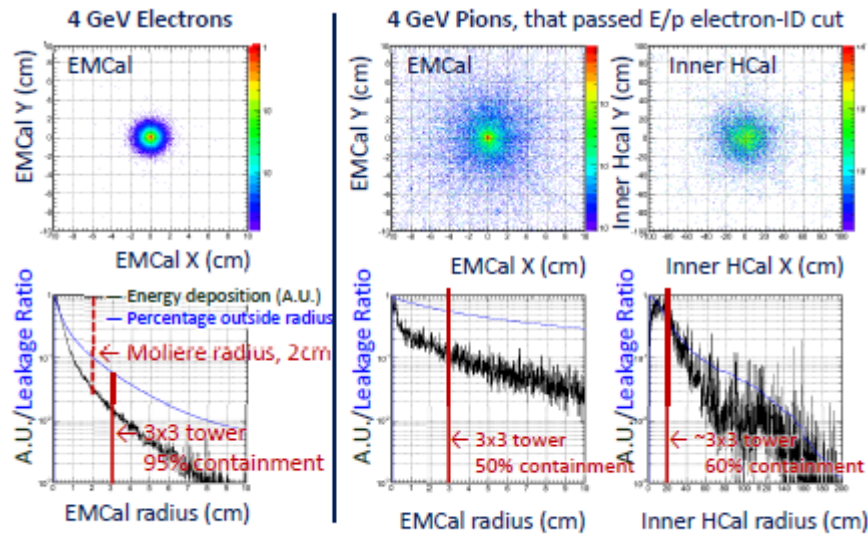 4 GeV Electrons
4 GeV Pions, that passed E/p electron-ID cut
EMCal
EMCal
Inner HCal
EMCal Y (cm)
EMCal Y (cm)
Inner HCal Y (cm)
EMCal X (cm)
EMCal X (cm)
Inner HCal X (cm)
A.U./Leakage Ratio
Energy deposition (A.U.)
Percentage outside radius
← Moliere radius, 2cm
← 3x3 tower
95% containment
EMCal radius (cm)
A.U./Leakage Ratio
← 3x3 tower
50% containment
EMCal radius (cm)
A.U./Leakage Ratio
← ~3x3 tower
60% containment
Inner HCal radius (cm)